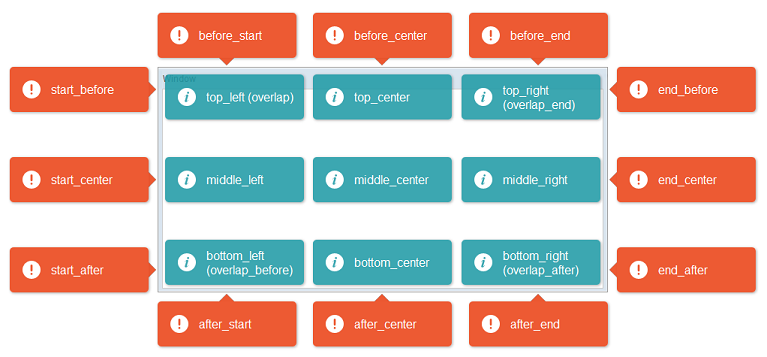 before_start
before_center
before_end
Window
start_before
top_left (overlap)
top_center
top_right
(overlap_end)
end_before
start_center
middle_left
middle_center
middle_right
end_center
start_after
bottom_left
(overlap_before)
bottom_center
bottom_right
(overlap_after)
end_after
after_start
after_center
after_end